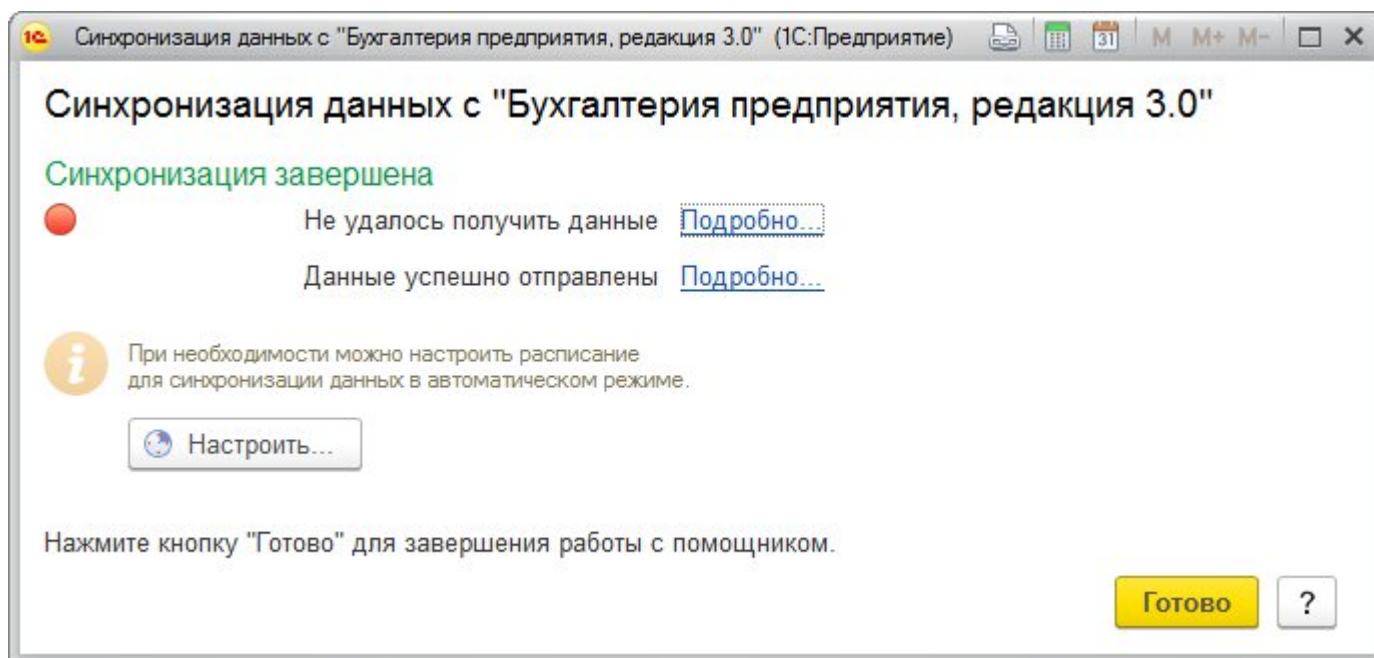 1С Синхронизация данных с "Бухгалтерия предприятия, редакция 3.0" (1С:Предприятие) 31 M M+ M-
Синхронизация данных с "Бухгалтерия предприятия, редакция 3.0"
Синхронизация завершена
Не удалось получить данные Подробно...
Данные успешно отправлены Подробно...
i При необходимости можно настроить расписание
для синхронизации данных в автоматическом режиме.
Настроить...
Нажмите кнопку "Готово" для завершения работы с помощником.
Готово ?